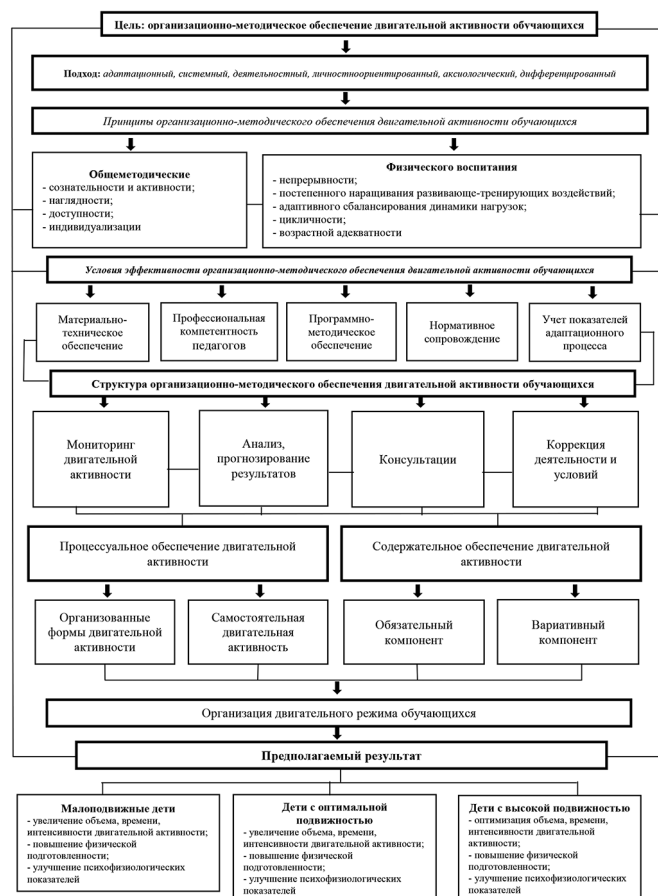 Цель: организационно-методическое обеспечение двигательной активности обучающихся
Подход: адаптационный, системный, деятельностный, личностноориентированный, аксиологический, дифференцированный
Принципы организационно-методического обеспечения двигательной активности обучающихся
Общеметодические
- сознательности и активности;
- наглядности;
- доступности;
- индивидуализации
Физического воспитания
- непрерывности;
- постепенного наращивания развивающе-тренирующих воздействий;
- адаптивного сбалансирования динамики нагрузок;
- цикличности;
- возрастной адекватности
Условия эффективности организационно-методического обеспечения двигательной активности обучающихся
Материально-
техническое
обеспечение
Профессиональная
компетентность
педагогов
Программно-
методическое
обеспечение
Нормативное
сопровождение
Учет показателей
адаптационного
процесса
Структура организационно-методического обеспечения двигательной активности обучающихся
Мониторинг
двигательной
активности
Анализ,
прогнозирование
результатов
Консультации
Коррекция
деятельности и
условий
Процессуальное обеспечение двигательной
активности
Содержательное обеспечение двигательной
активности
Организованные
формы двигательной
активности
Самостоятельная
двигательная
активность
Обязательный
компонент
Вариативный
компонент
Организация двигательного режима обучающихся
Предполагаемый результат
Малоподвижные дети
- увеличение объема, времени,
интенсивности двигательной активности;
- повышение физической
подготовленности;
- улучшение психофизиологических
показателей
Дети с оптимальной
подвижностью
- увеличение объема, времени,
интенсивности двигательной активности;
- повышение физической
подготовленности;
- улучшение психофизиологических
показателей
Дети с высокой подвижностью
- оптимизация объема, времени,
интенсивности двигательной
активности;
- повышение физической
подготовленности;
- улучшение психофизиологических
показателей